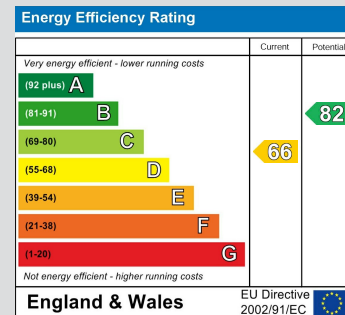 Energy Efficiency Rating
Current Potential
Very energy efficient - lower running costs
(92 plus) A
(81-91) B
82
(69-80) C
66
(55-68) D
(39-54) E
(21-38) F
(1-20) G
Not energy efficient - higher running costs
England & Wales
EU Directive
2002/91/EC